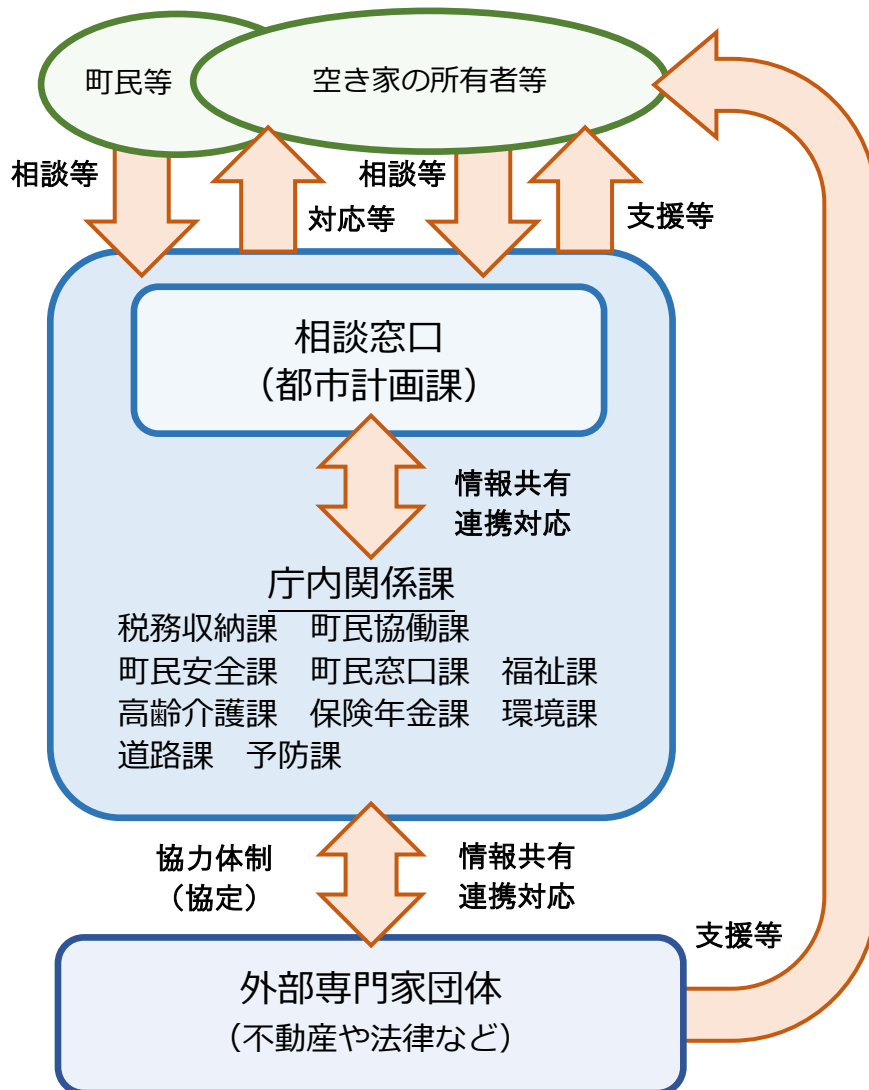 町民等
空き家の所有者等
相談等
対応等
相談等
支援等
相談窓口
（都市計画課）
情報共有
連携対応
庁内関係課
税務収納課　町民協働課
町民安全課　町民窓口課　福祉課
高齢介護課　保険年金課　環境課
道路課　予防課
協力体制
（協定）
情報共有
連携対応
支援等
外部専門家団体
（不動産や法律など）